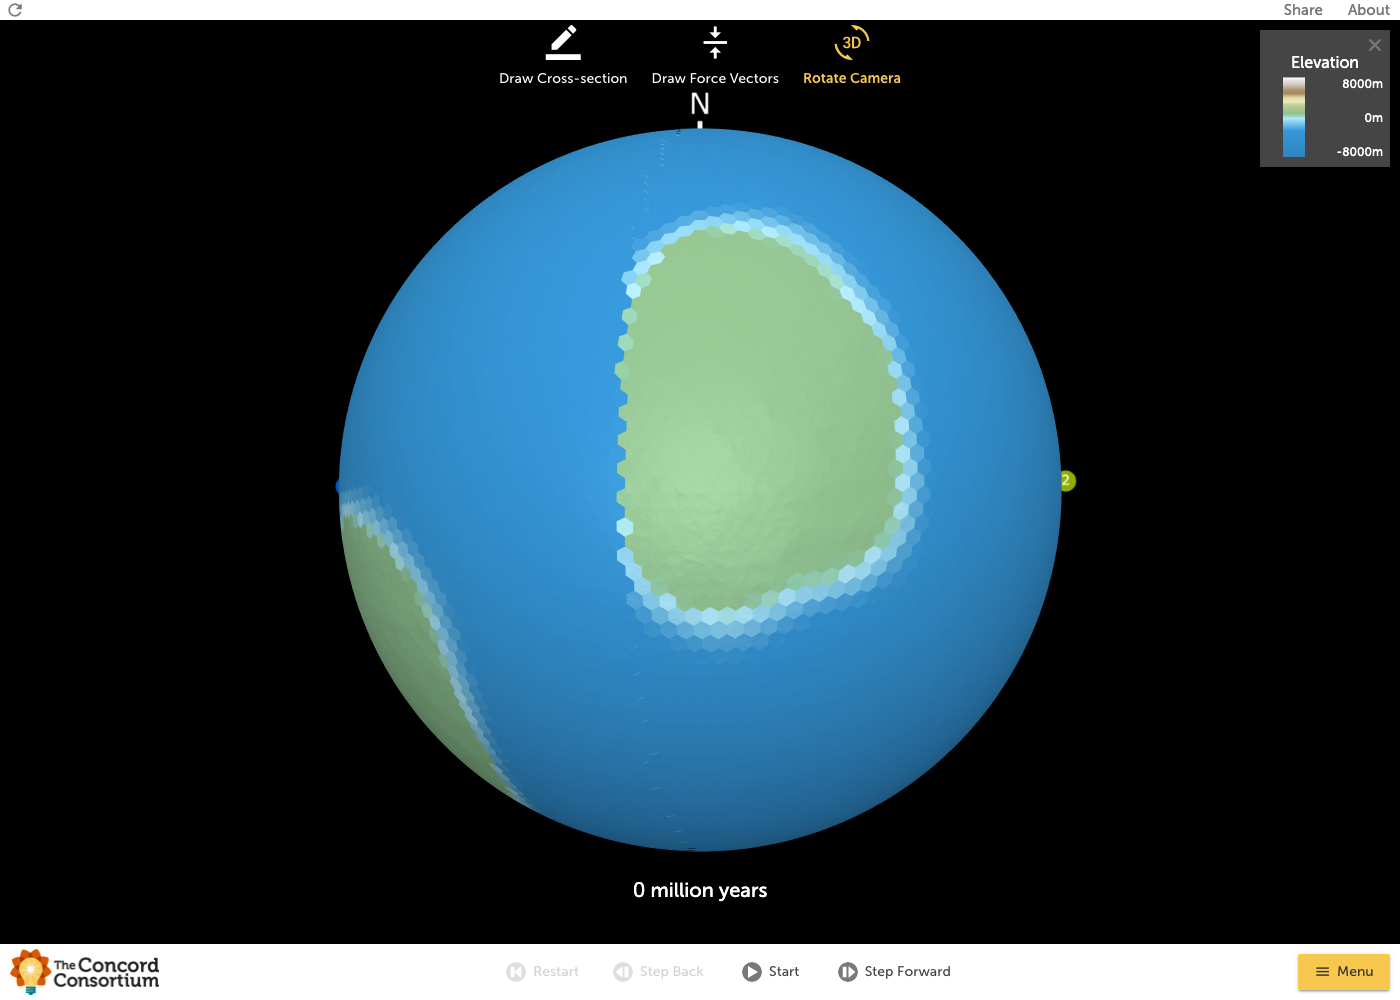 Share About
Draw Cross-section Draw Force Vectors 3D Rotate Camera
Elevation
8000m
0m
-8000m
N
2
0 million years
The Concord
Consortium
Restart Step Back Start Step Forward
Menu